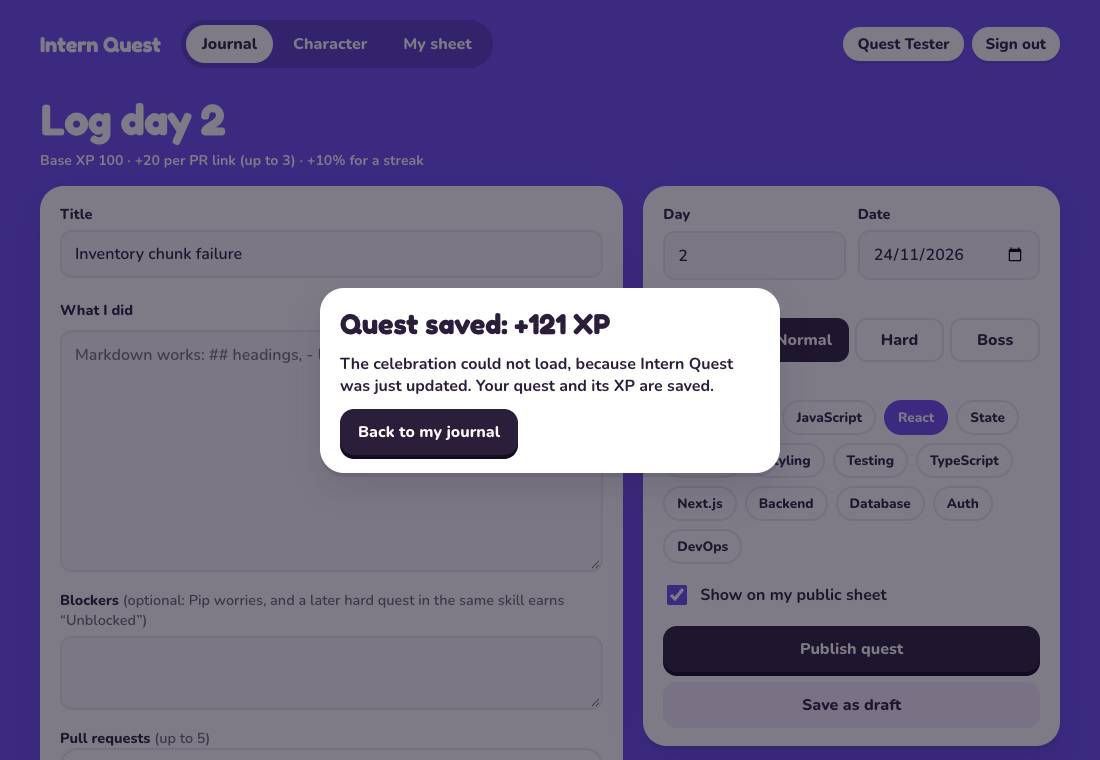 Intern Quest
Journal
Character
My sheet
Quest Tester
Sign out
Log day 2
Base XP 100 · +20 per PR link (up to 3) · +10% for a streak
Title
Inventory chunk failure
What I did
Markdown works: ## headings, -
Day
2
Date
24/11/2026
Quest saved: +121 XP
The celebration could not load, because Intern Quest
was just updated. Your quest and its XP are saved.
Back to my journal
Normal
Hard
Boss
JavaScript
React
State
Testing
TypeScript
Next.js
Backend
Database
Auth
DevOps
Show on my public sheet
Publish quest
Save as draft
Blockers (optional: Pip worries, and a later hard quest in the same skill earns
“Unblocked”)
Pull requests (up to 5)